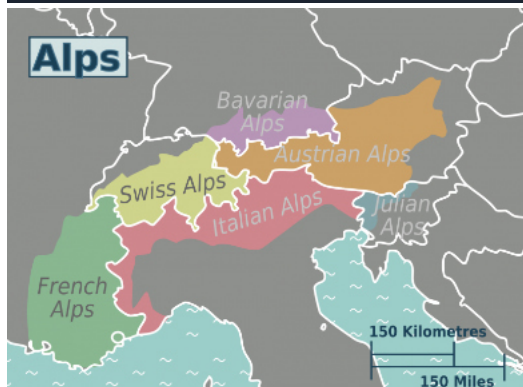 Alps
Bavarian
Alps
Austrian Alps
Swiss Alps
Italian Alps
Julian
Alps
French
Alps
150 Kilometres
150 Miles